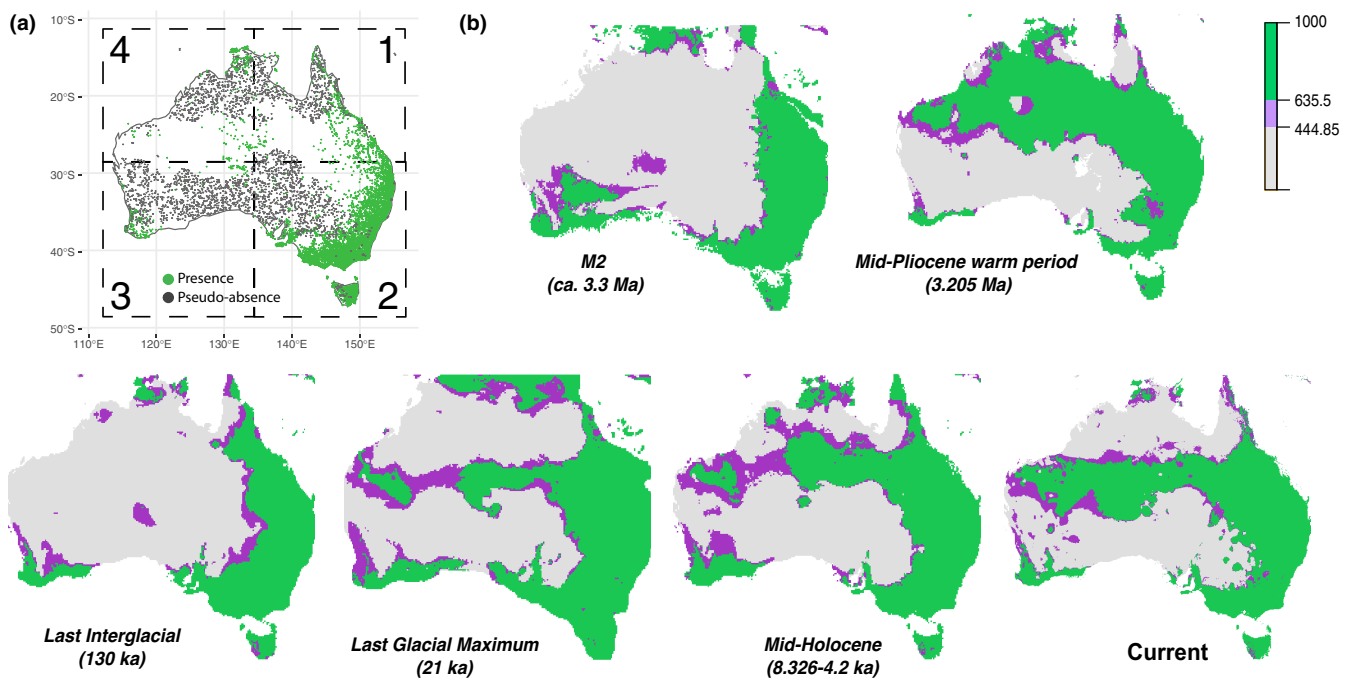 (a)
10°S
20°S
30°S
40°S
50°S
110°E
120°E
130°E
140°E
150°E
4
1
3
2
Presence
Pseudo-absence
(b)
M2
(ca. 3.3 Ma)
Mid-Pliocene warm period
(3.205 Ma)
1000
635.5
444.85
Last Interglacial
(130 ka)
Last Glacial Maximum
(21 ka)
Mid-Holocene
(8.326-4.2 ka)
Current